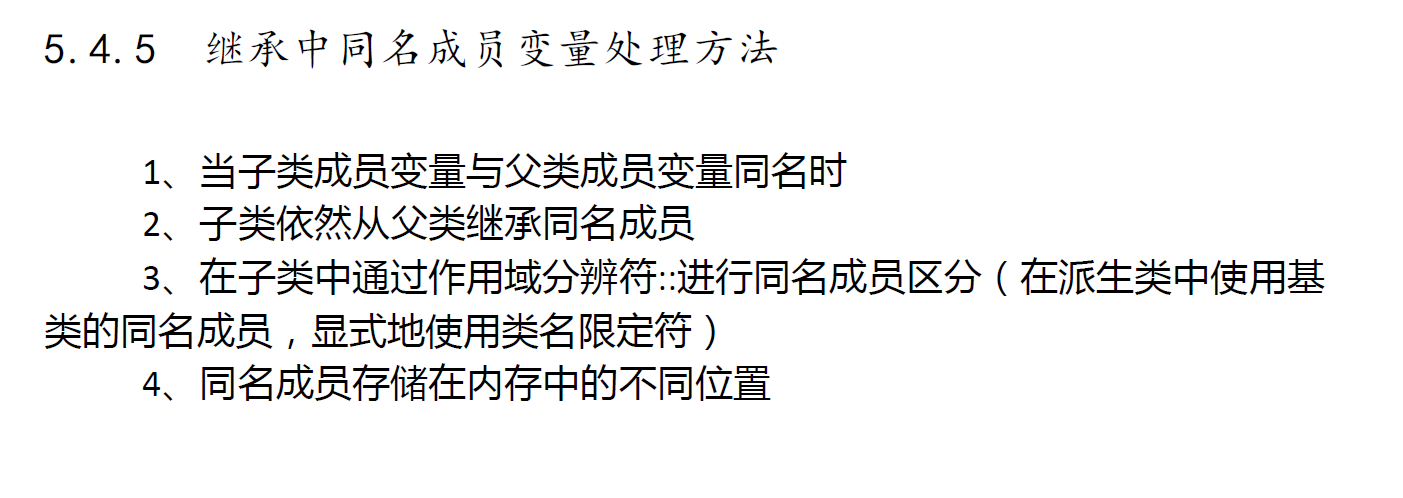 5.4.5 继承中同名成员变量处理方法
1、当子类成员变量与父类成员变量同名时
2、子类依然从父类继承同名成员
3、在子类中通过作用域分辨符::进行同名成员区分（在派生类中使用基
类的同名成员，显式地使用类名限定符）
4、同名成员存储在内存中的不同位置